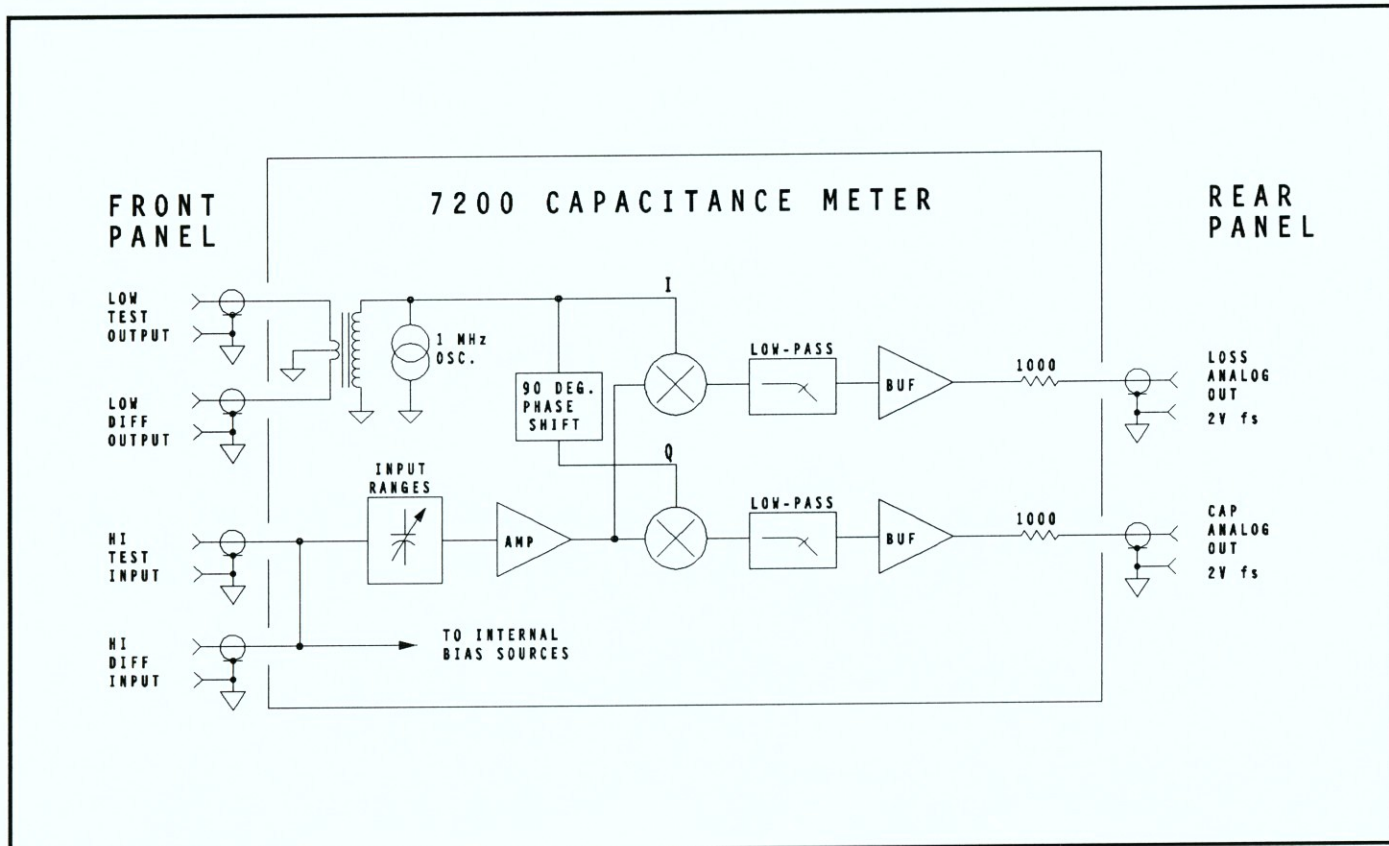 7200 CAPACITANCE METER
FRONT
PANEL
REAR
PANEL
LOW
TEST
OUTPUT
LOW
DIFF
OUTPUT
HI
TEST
INPUT
HI
DIFF
INPUT
1 MHz
OSC.
90 DEG.
PHASE
SHIFT
I
Q
INPUT
RANGES
AMP
TO INTERNAL
BIAS SOURCES
LOW-PASS
BUF
1000
LOW-PASS
BUF
1000
LOSS
ANALOG
OUT
2V fs
CAP
ANALOG
OUT
2V fs